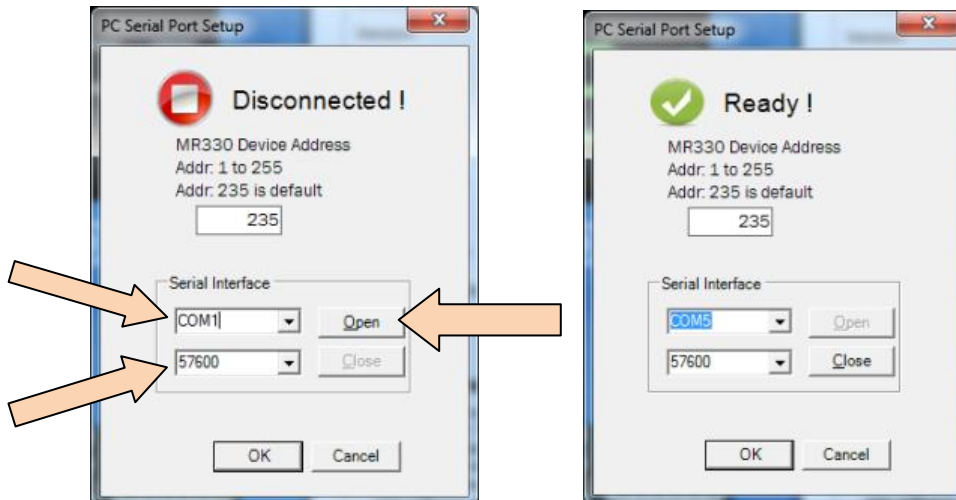 PC Serial Port Setup
x
Disconnected !
MR330 Device Address
Addr: 1 to 255
Addr: 235 is default
235
Serial Interface
COM1
Open
57600
Close
OK
Cancel
PC Serial Port Setup
x
Ready !
MR330 Device Address
Addr: 1 to 255
Addr: 235 is default
235
Serial Interface
COM5
Open
57600
Close
OK
Cancel